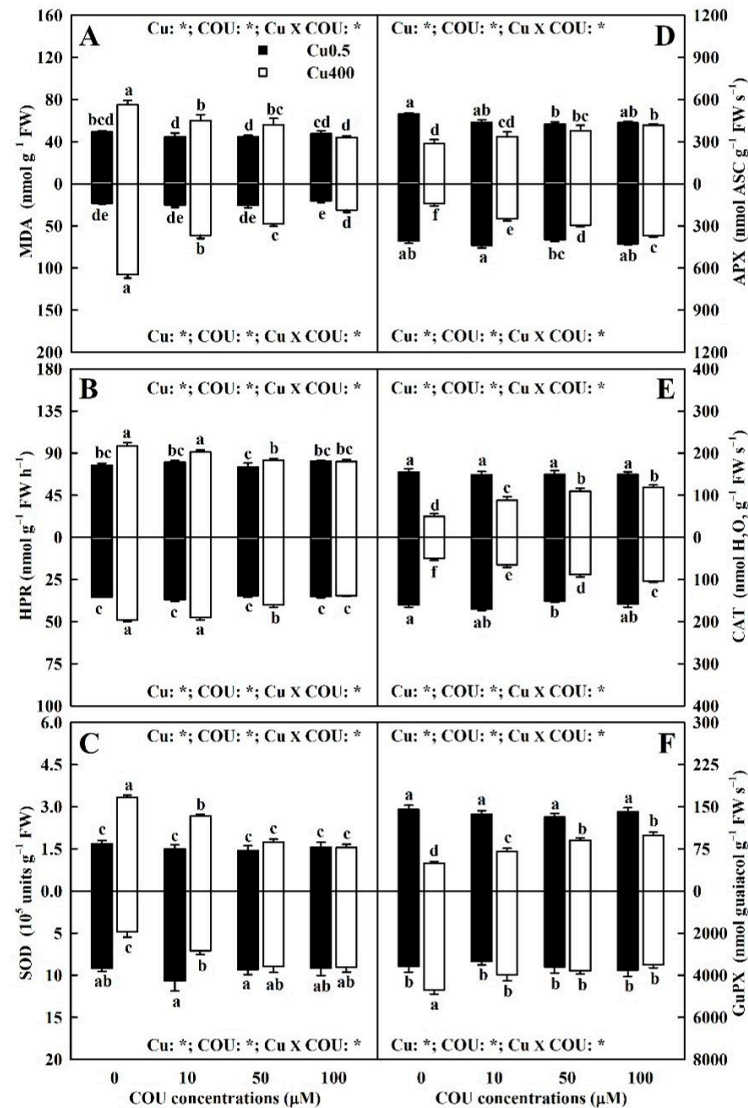 160 Cu: *; COU: *; Cu X COU: * Cu: *; COU: *; Cu X COU: * 1200
A D
Cu0.5
Cu400
120 900
80 600
40 300
0 0
50 300
100 600
150 900
200 1200
bcd a d b d bc cd d
de a de b de c e d
a d ab cd b bc ab b
ab f a e bc d ab c
MDA (nmol g⁻¹ FW)
APX (nmol ASC g⁻¹ FW s⁻¹)
Cu: *; COU: *; Cu X COU: * Cu: *; COU: *; Cu X COU: *
180 Cu: *; COU: *; Cu X COU: * Cu: *; COU: *; Cu X COU: * 400
B E
135 300
90 200
45 100
0 0
25 100
50 200
75 300
100 400
bc a bc a c b bc bc
c a c a c b c c
a d a c a b a b
a f ab c b d ab c
HPR (nmol g⁻¹ FW h⁻¹)
CAT (nmol H₂O₂ g⁻¹ FW s⁻¹)
Cu: *; COU: *; Cu X COU: * Cu: *; COU: *; Cu X COU: *
6.0 Cu: *; COU: *; Cu X COU: * Cu: *; COU: *; Cu X COU: * 300
C F
4.5 225
3.0 150
1.5 75
0.0 0
5 2000
10 4000
15 6000
20 8000
c a c b c c c c
ab c a b a ab ab ab
a d a c a b a b
b a b b b b b b
SOD (10⁵ units g⁻¹ FW)
GuPX (nmol guaiacol g⁻¹ FW s⁻¹)
Cu: *; COU: *; Cu X COU: * Cu: *; COU: *; Cu X COU: *
0 10 50 100 0 10 50 100
COU concentrations (µM) COU concentrations (µM)